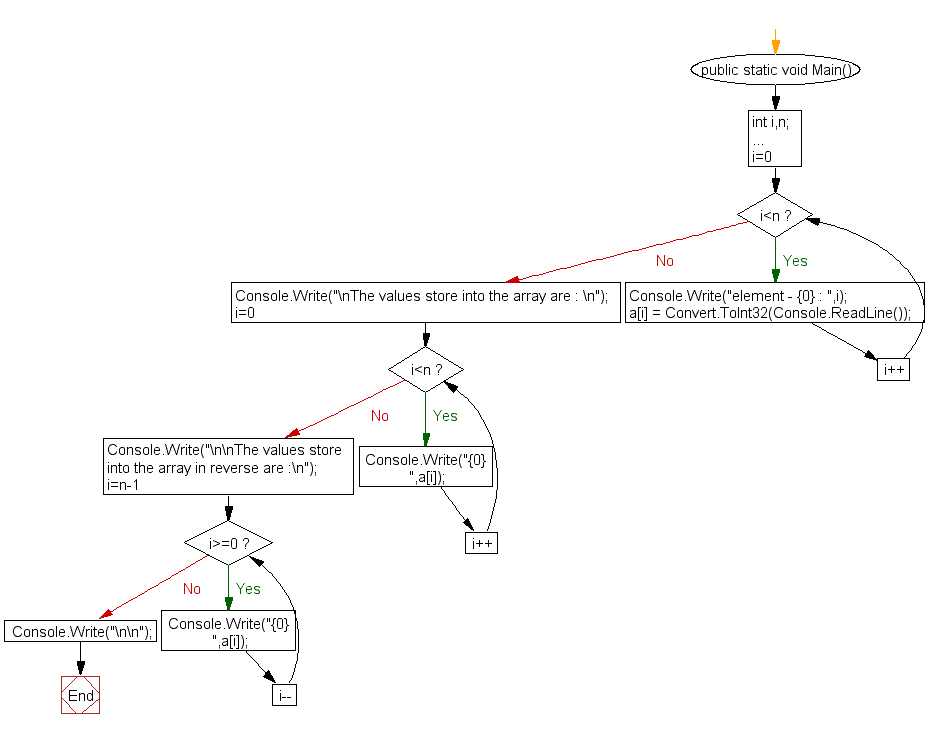 public static void Main()
int i,n;
...
i=0
i<n ?
No
Yes
Console.Write("\nThe values store into the array are : \n");
i=0
Console.Write("element - {0} : ",i);
a[i] = Convert.ToInt32(Console.ReadLine());
i++
i<n ?
No
Yes
Console.Write("\n\nThe values store
into the array in reverse are :\n");
i=n-1
Console.Write("{0}
",a[i]);
i++
i>=0 ?
No
Yes
Console.Write("\n\n");
Console.Write("{0}
",a[i]);
i--
End